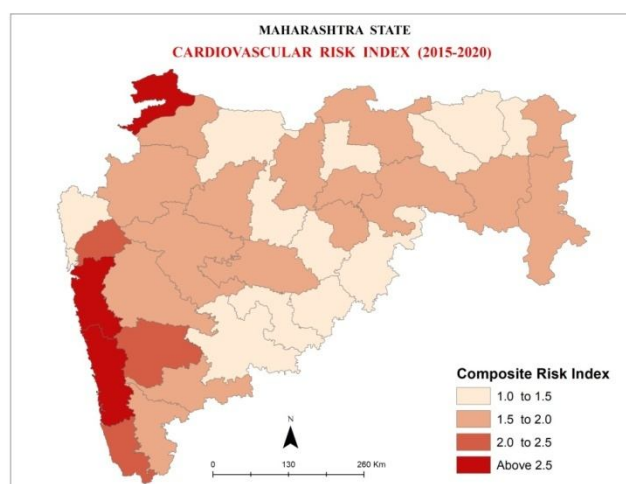 MAHARASHTRA STATE
CARDIOVASCULAR RISK INDEX (2015-2020)
Composite Risk Index
1.0 to 1.5
1.5 to 2.0
2.0 to 2.5
Above 2.5
N
0 130 260 Km